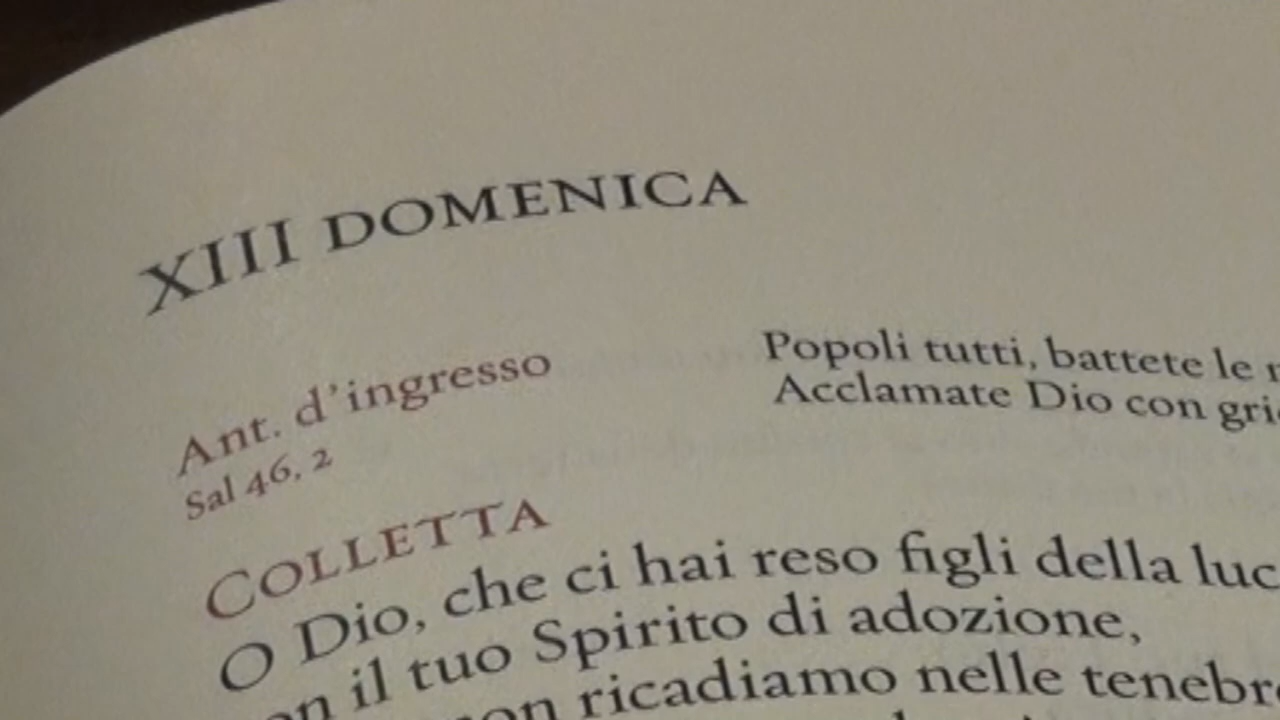 XIII DOMENICA
Ant. d'ingresso
Sal 46, 2
Popoli tutti, battete le
Acclamate Dio con
COLLETTA
O Dio, che ci hai reso figli della
il tuo Spirito di adozione,
ricadiamo nelle